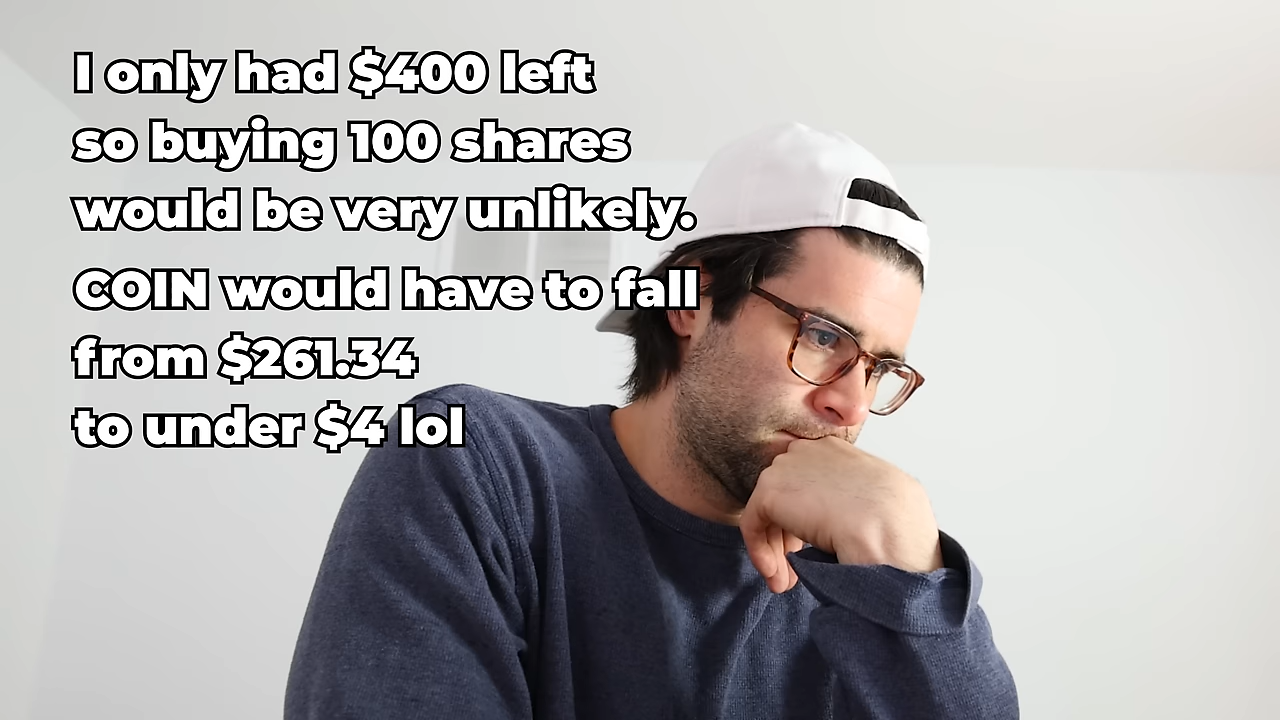 I only had $400 left
so buying 100 shares
would be very unlikely.
COIN would have to fall
from $261.34
to under $4 lol